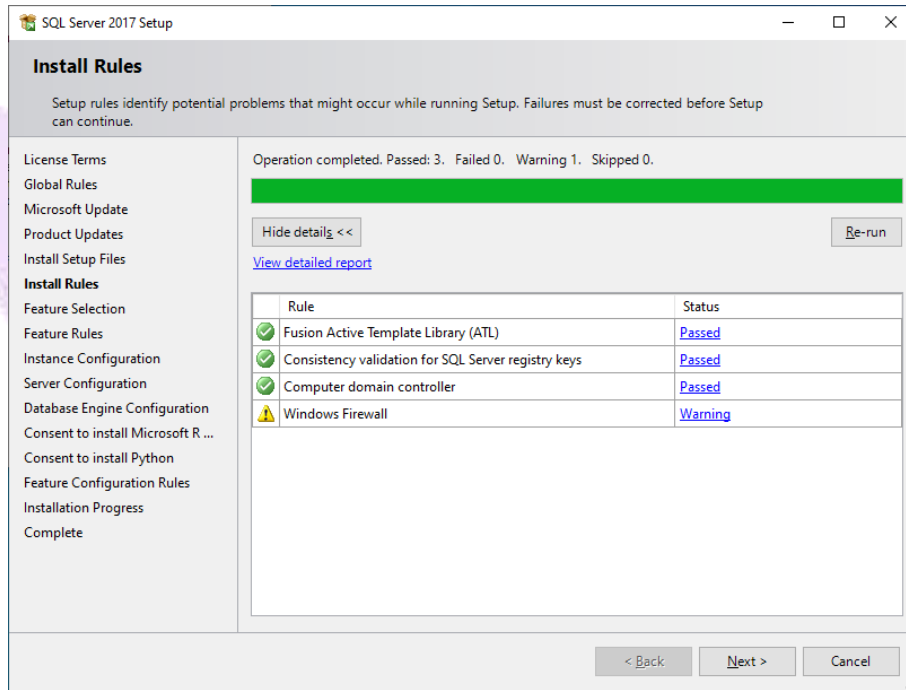 SQL Server 2017 Setup
Install Rules
Setup rules identify potential problems that might occur while running Setup. Failures must be corrected before Setup
can continue.
License Terms
Global Rules
Microsoft Update
Product Updates
Install Setup Files
Install Rules
Feature Selection
Feature Rules
Instance Configuration
Server Configuration
Database Engine Configuration
Consent to install Microsoft R ...
Consent to install Python
Feature Configuration Rules
Installation Progress
Complete
Operation completed. Passed: 3. Failed 0. Warning 1. Skipped 0.
Hide details <<
Re-run
View detailed report
Rule Status
Fusion Active Template Library (ATL) Passed
Consistency validation for SQL Server registry keys Passed
Computer domain controller Passed
Windows Firewall Warning
< Back Next > Cancel